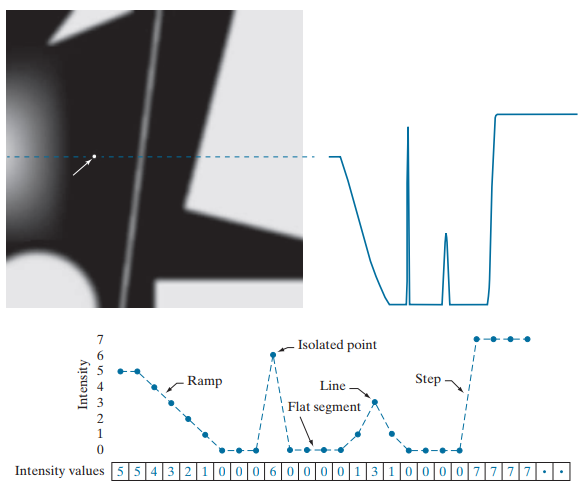 7
6
5
4
3
2
1
0
Intensity
Isolated point
Ramp
Line
Step
Flat segment
Intensity values 5 5 4 3 2 1 0 0 0 6 0 0 0 0 1 3 1 0 0 0 0 7 7 7 7 · ·